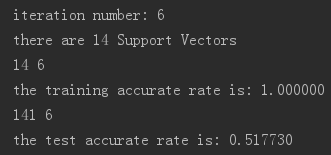 iteration number: 6
there are 14 Support Vectors
14 6
the training accurate rate is: 1.000000
141 6
the test accurate rate is: 0.517730